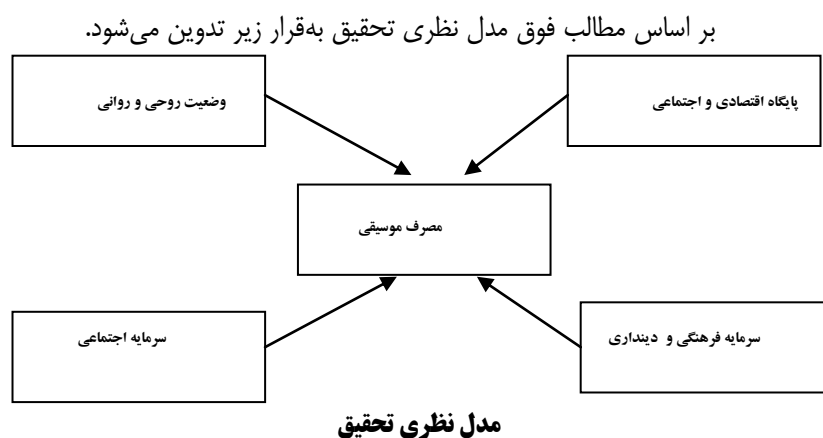 بر اساس مطالب فوق مدل نظری تحقیق به‌قرار زیر تدوین می‌شود.
پایگاه اقتصادی و اجتماعی
وضعیت روحی و روانی
مصرف موسیقی
سرمایه فرهنگی و دینداری
سرمایه اجتماعی
مدل نظری تحقیق